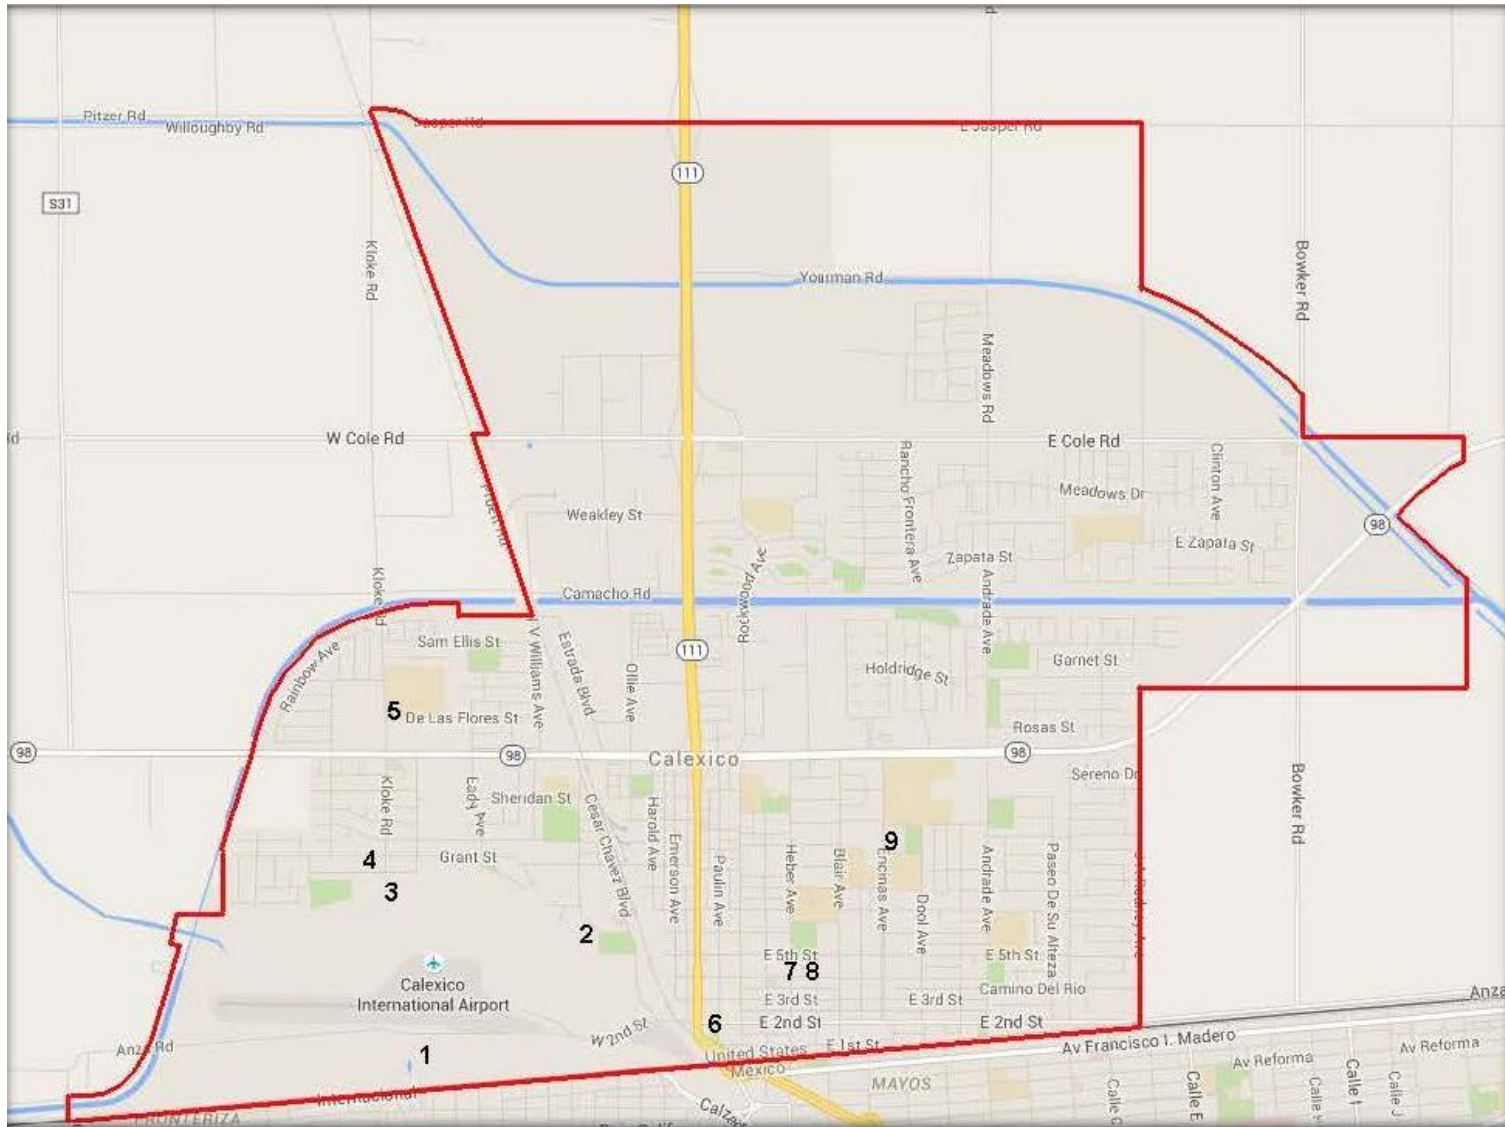 Pitzer Rd
Willoughby Rd
Jasper Rd
E Jasper Rd
111
S31
Kloke Rd
Bowker Rd
Yourman Rd
Meadows Rd
W Cole Rd
E Cole Rd
Rancho Frontera Ave
Clinton Ave
Meadows Dr
Weakley St
98
E Zapata St
Zapata St
Rockwood Ave
Kloke Rd
Camacho Rd
Andrade Ave
Sam Ellis St
V V Williams Ave
Estrada Blvd
111
Rainbow Ave
Ollie Ave
Holdridge St
Garnet St
5
De Las Flores St
Rosas St
98
98
Calexico
98
Sereno Dr
Kloke Rd
Eady Ave
Sheridan St
Cesar Chavez Blvd
Harold Ave
Emerson Ave
Paulin Ave
Heber Ave
Blair Ave
Encinas Ave
9
Andrade Ave
Paseo De Su Alteza
Bowker Rd
4
Grant St
3
Dool Ave
2
E 5th St
E 5th St
7 8
Calexico
International Airport
E 3rd St
E 3rd St
Camino Del Rio
Anza
6
E 2nd St
E 2nd St
W 2nd St
E 1st St
Anza Rd
1
United States
Mexico
Av Francisco I. Madero
Av Reforma
Av Reforma
MAYOS
Internacional
FRONTERIZA
Calle E
Calle J